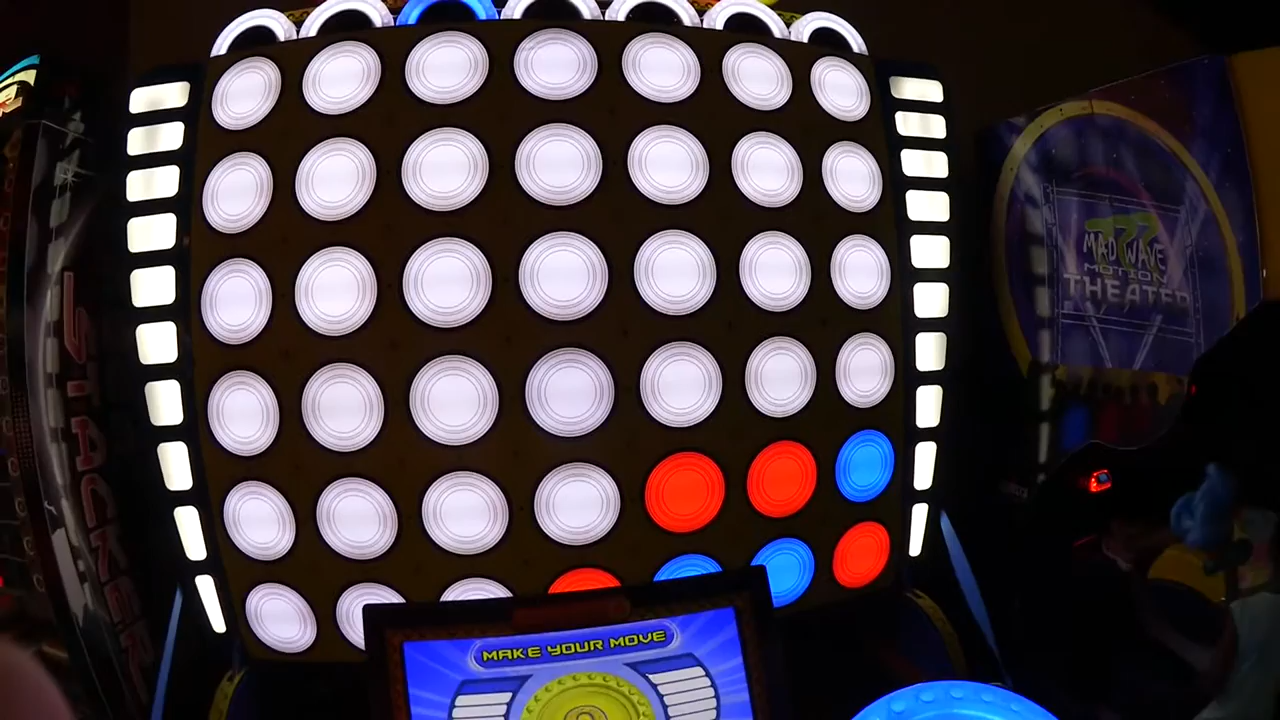 STACKER
MAD WAVE
MOTION
THEATER
MAKE YOUR MOVE